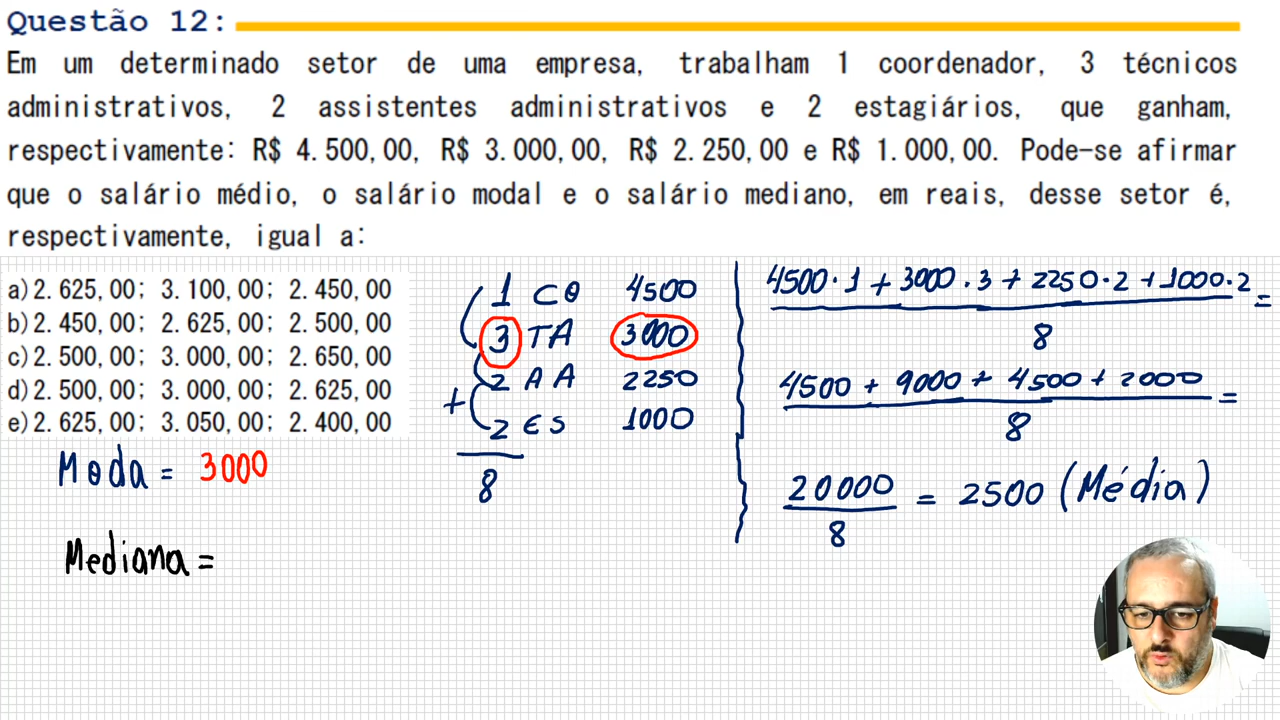 Questão 12:
Em um determinado setor de uma empresa, trabalham 1 coordenador, 3 técnicos
administrativos, 2 assistentes administrativos e 2 estagiários, que ganham,
respectivamente: R$ 4.500,00, R$ 3.000,00, R$ 2.250,00 e R$ 1.000,00. Pode-se afirmar
que o salário médio, o salário modal e o salário mediano, em reais, desse setor é,
respectivamente, igual a:
a) 2.625,00; 3.100,00; 2.450,00
b) 2.450,00; 2.625,00; 2.500,00
c) 2.500,00; 3.000,00; 2.650,00
d) 2.500,00; 3.000,00; 2.625,00
e) 2.625,00; 3.050,00; 2.400,00
Moda = 3000
Mediana =
1 CO 4500
3 TA 3000
2 AA 2250
+ 2 ES 1000
8
4500·1 + 3000·3 + 2250·2 + 1000·2 =
8
4500 + 9000 + 4500 + 2000 =
8
20000 = 2500 (Média)
8